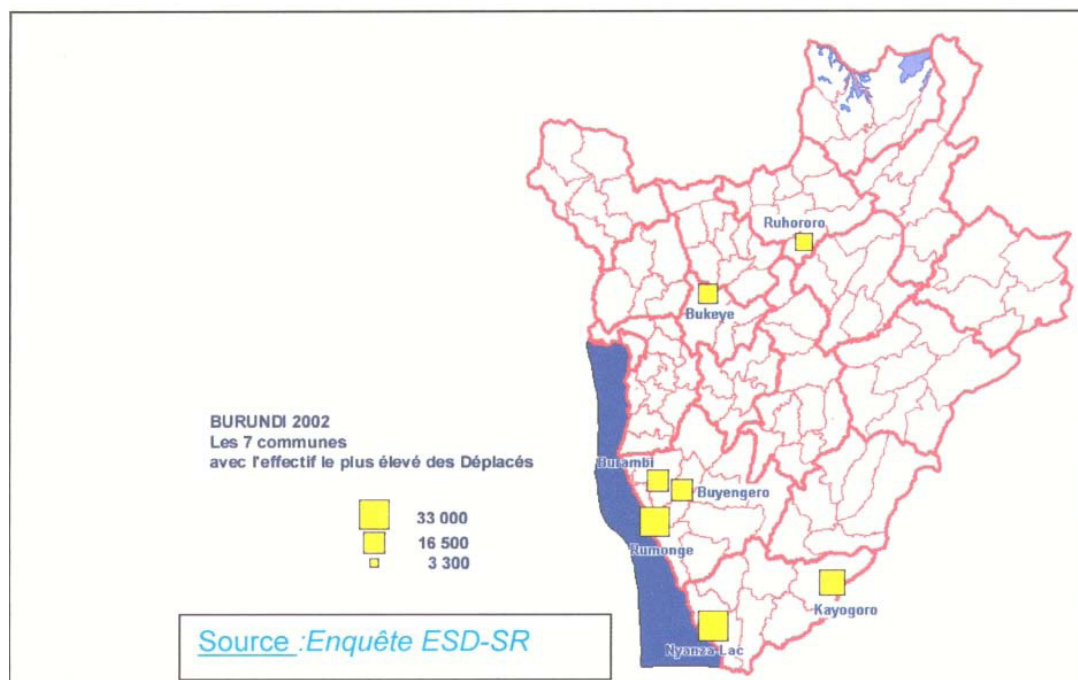 Ruhororo
Bukeye
BURUNDI 2002
Les 7 communes
avec l'effectif le plus élevé des Déplacés
33 000
16 500
3 300
Burambi
Buyengero
Rumonge
Kayogoro
Nyanza-Lac
Source :Enquête ESD-SR